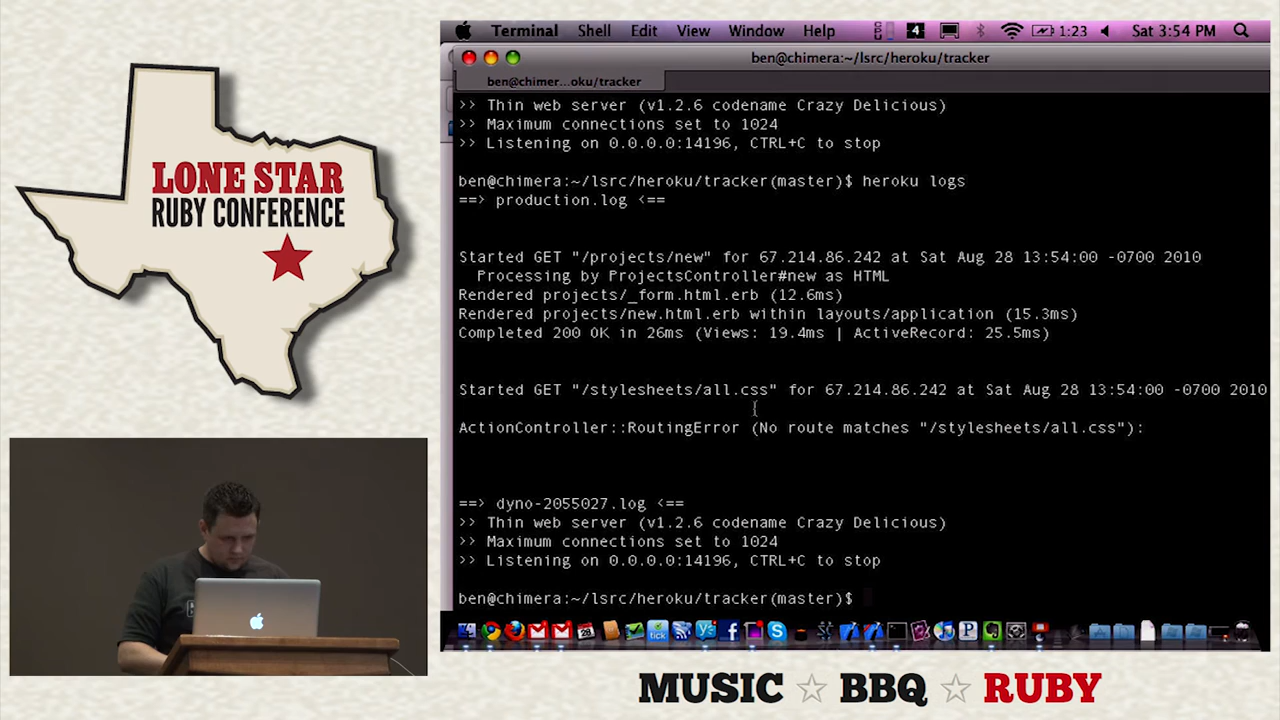 LONE STAR
RUBY CONFERENCE
Terminal Shell Edit View Window Help 4 1:23 Sat 3:54 PM
ben@chimera:~/lsrc/heroku/tracker
ben@chimer...oku/tracker
>> Thin web server (v1.2.6 codename Crazy Delicious)
>> Maximum connections set to 1024
>> Listening on 0.0.0.0:14196, CTRL+C to stop
ben@chimera:~/lsrc/heroku/tracker(master)$ heroku logs
==> production.log <==
Started GET "/projects/new" for 67.214.86.242 at Sat Aug 28 13:54:00 -0700 2010
Processing by ProjectsController#new as HTML
Rendered projects/_form.html.erb (12.6ms)
Rendered projects/new.html.erb within layouts/application (15.3ms)
Completed 200 OK in 26ms (Views: 19.4ms | ActiveRecord: 25.5ms)
Started GET "/stylesheets/all.css" for 67.214.86.242 at Sat Aug 28 13:54:00 -0700 2010
ActionController::RoutingError (No route matches "/stylesheets/all.css"):
==> dyno-2055027.log <==
>> Thin web server (v1.2.6 codename Crazy Delicious)
>> Maximum connections set to 1024
>> Listening on 0.0.0.0:14196, CTRL+C to stop
ben@chimera:~/lsrc/heroku/tracker(master)$
MUSIC ☆ BBQ ☆ RUBY